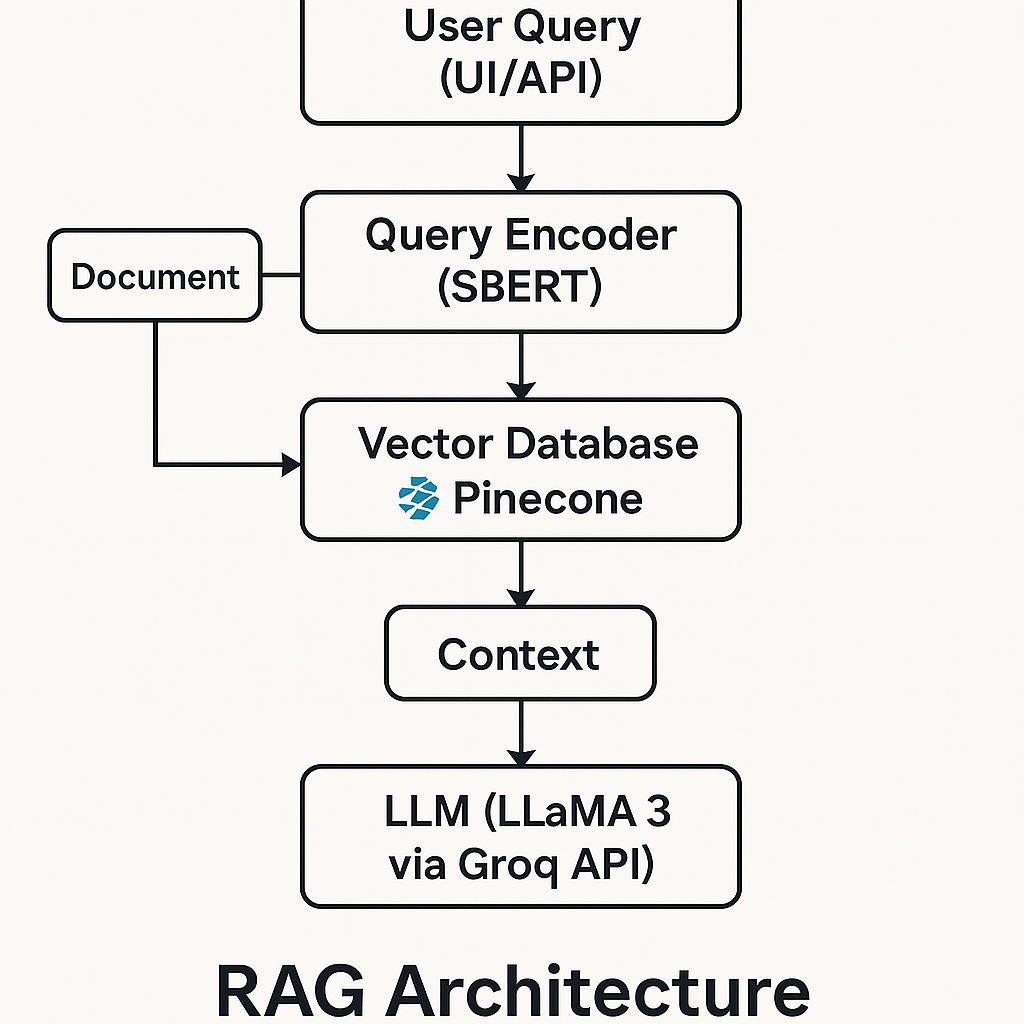 User Query
(UI/API)
Query Encoder
(SBERT)
Document
Vector Database
Pinecone
Context
LLM (LLaMA 3
via Groq API)
RAG Architecture